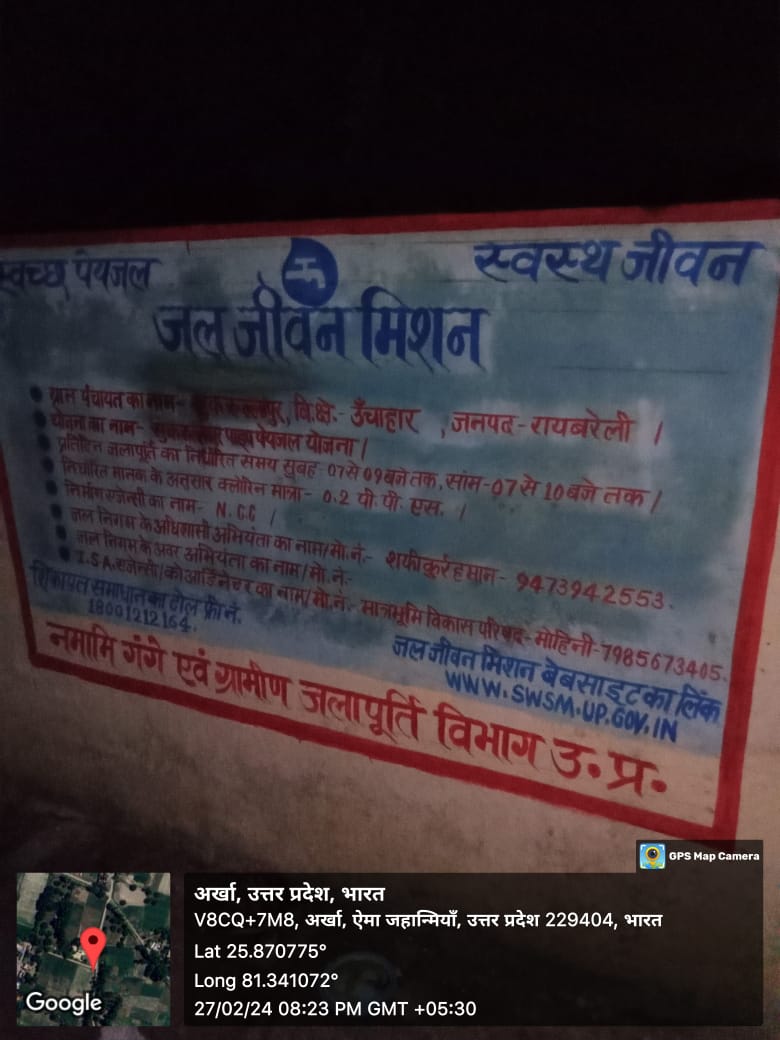 स्वच्छ पेयजल
स्वस्थ जीवन
जल जीवन मिशन
ग्राम पंचायत का नाम- , वि.क्षे.- ऊँचाहार , जनपद- रायबरेली ।
योजना का नाम- पेयजल योजना ।
प्रतिदिन जलापूर्ति का निर्धारित समय सुबह- 07 से 09 बजे तक, सांम- 07 से 10 बजे तक ।
निर्धारित मानक के अनुसार क्लोरिन मात्रा- 0.2 पी. पी. एस. ।
निर्माण एजेन्सी का नाम- N.C.C ।
जल निगम के अधिशासी अभियंता का नाम/मो.नं.- शफीकुर्रहमान- 9473942553.
जल निगम के अवर अभियंता का नाम/मो.नं.-
I.S.A. एजेन्सी/कोआर्डिनेटर का नाम/मो.नं.- मात्रभूमि विकास परिषद- मोहिनी- 7985673405.
शिकायत समाधान का टोल फ्री नं.
18001212164.
जल जीवन मिशन बेबसाइट का लिंक
WWW.SWSM.UP.GOV.IN
नमामि गंगे एवं ग्रामीण जलापूर्ति विभाग उ. प्र.
GPS Map Camera
अर्खा, उत्तर प्रदेश, भारत
V8CQ+7M8, अर्खा, ऐमा जहान्मियाँ, उत्तर प्रदेश 229404, भारत
Lat 25.870775°
Long 81.341072°
27/02/24 08:23 PM GMT +05:30
Google